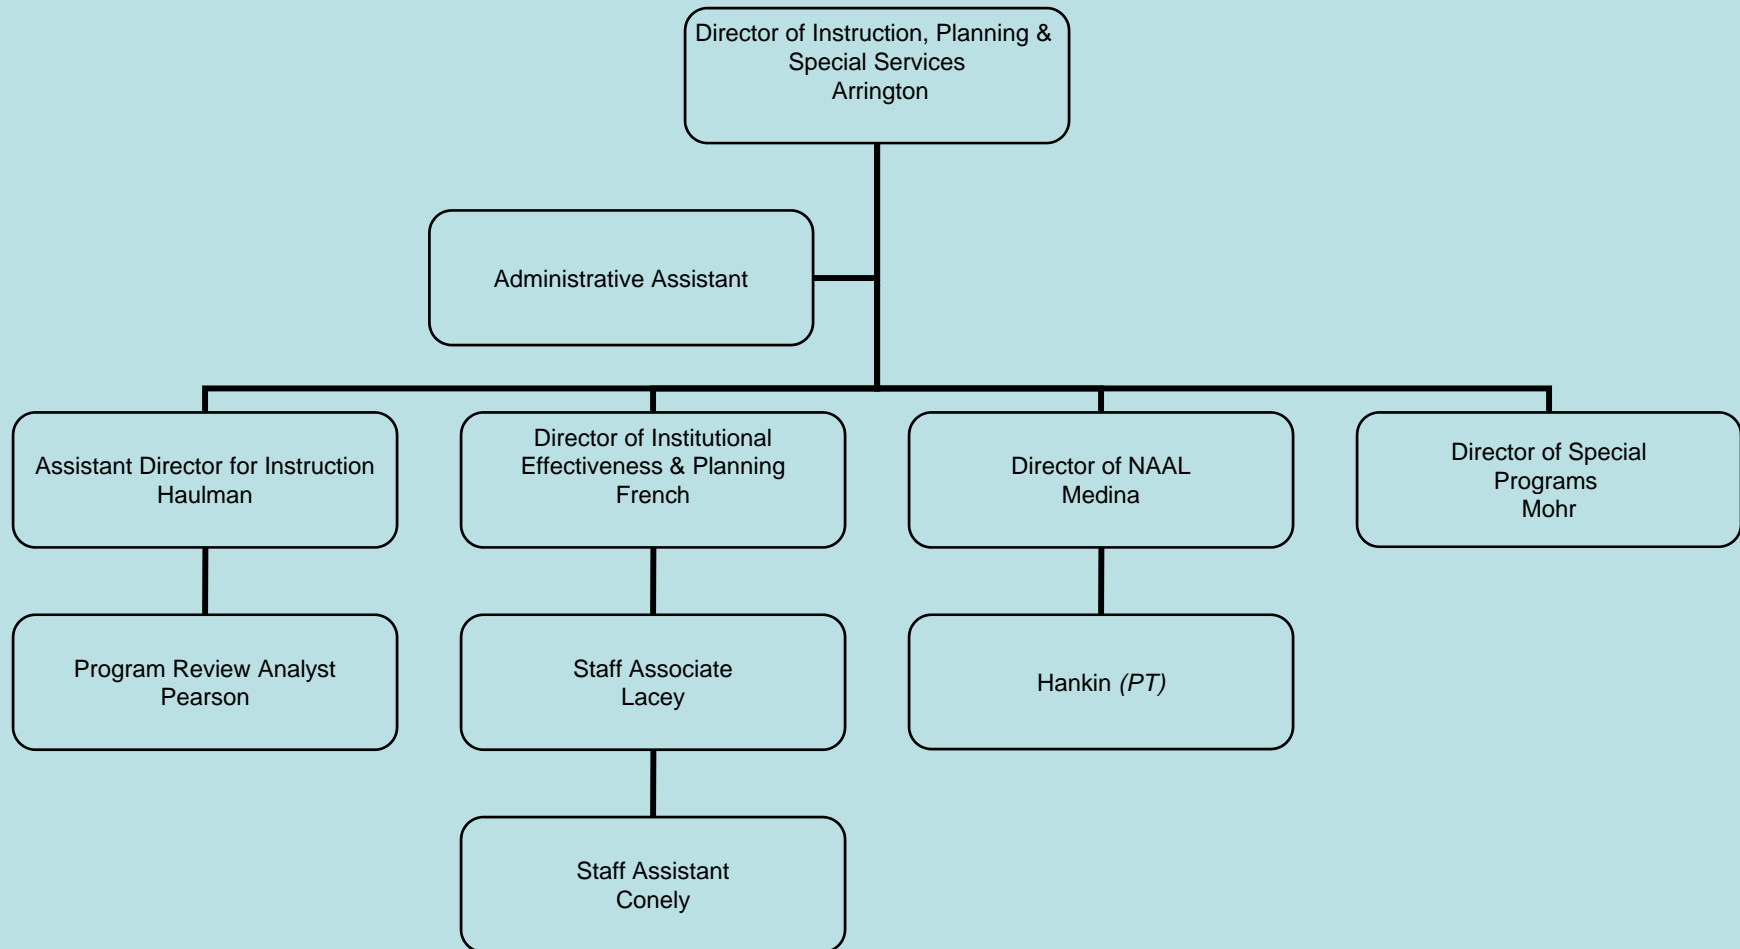 Director of Instruction, Planning &
Special Services
Arrington
Administrative Assistant
Assistant Director for Instruction
Haulman
Director of Institutional
Effectiveness & Planning
French
Director of NAAL
Medina
Director of Special
Programs
Mohr
Program Review Analyst
Pearson
Staff Associate
Lacey
Hankin (PT)
Staff Assistant
Conely